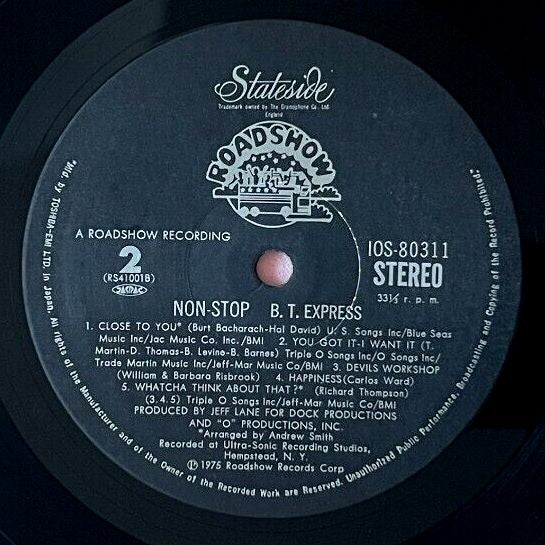 Stateside
Trademark owned by The Gramophone Co. Ltd.
England
ROADSHOW
A ROADSHOW RECORDING
2
(RS41001B)
JASRAC
IOS-80311
STEREO
33⅓ r. p. m.
NON-STOP B. T. EXPRESS
1. CLOSE TO YOU* (Burt Bacharach-Hal David) U. S. Songs Inc/Blue Seas
Music Inc/Jac Music Co. Inc./BMI 2. YOU GOT IT-I WANT IT (T.
Martin-D. Thomas-B. Levine-B. Barnes) Triple O Songs Inc/O Songs Inc/
Trade Martin Music Inc/Jeff-Mar Music Co/BMI 3. DEVILS WORKSHOP
(William & Barbara Risbrook) 4. HAPPINESS(Carlos Ward)
5. WHATCHA THINK ABOUT THAT?* (Richard Thompson)
(3.4.5) Triple O Songs Inc/Jeff-Mar Music Co/BMI
PRODUCED BY JEFF LANE FOR DOCK PRODUCTIONS
AND "O" PRODUCTIONS, INC.
*Arranged by Andrew Smith
Recorded at Ultra-Sonic Recording Studios,
Hempstead, N. Y.
Ⓟ 1975 Roadshow Records Corp
"Mfd. by TOSHIBA-EMI LTD. in Japan. All rights of the Manufacturer and of the Owner of the Recorded Work are Reserved. Unauthorized Public Performance, Broadcasting and Copying of the Record Prohibited"